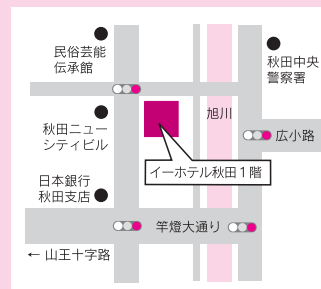 民俗芸能
伝承館
秋田中央
警察署
旭川
秋田ニュー
シティビル
広小路
イーホテル秋田1階
日本銀行
秋田支店
竿燈大通り
← 山王十字路